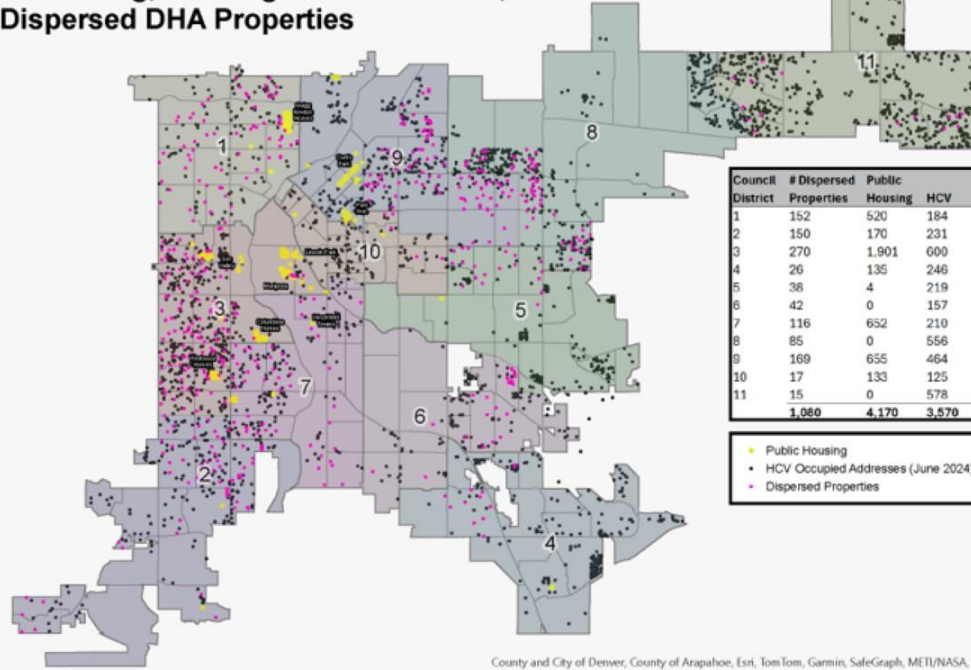 Dispersed DHA Properties
11
8
1
9
10
3
5
7
6
2
4
Council # Dispersed Public
District Properties Housing HCV
1 152 520 184
2 150 170 231
3 270 1,901 600
4 26 135 246
5 38 4 219
6 42 0 157
7 116 652 210
8 85 0 556
9 169 655 464
10 17 133 125
11 15 0 578
1,080 4,170 3,570
Public Housing
HCV Occupied Addresses (June 2024)
Dispersed Properties
Lincoln Park
Mariposa
County and City of Denver, County of Arapahoe, Esri, TomTom, Garmin, SafeGraph, METI/NASA,